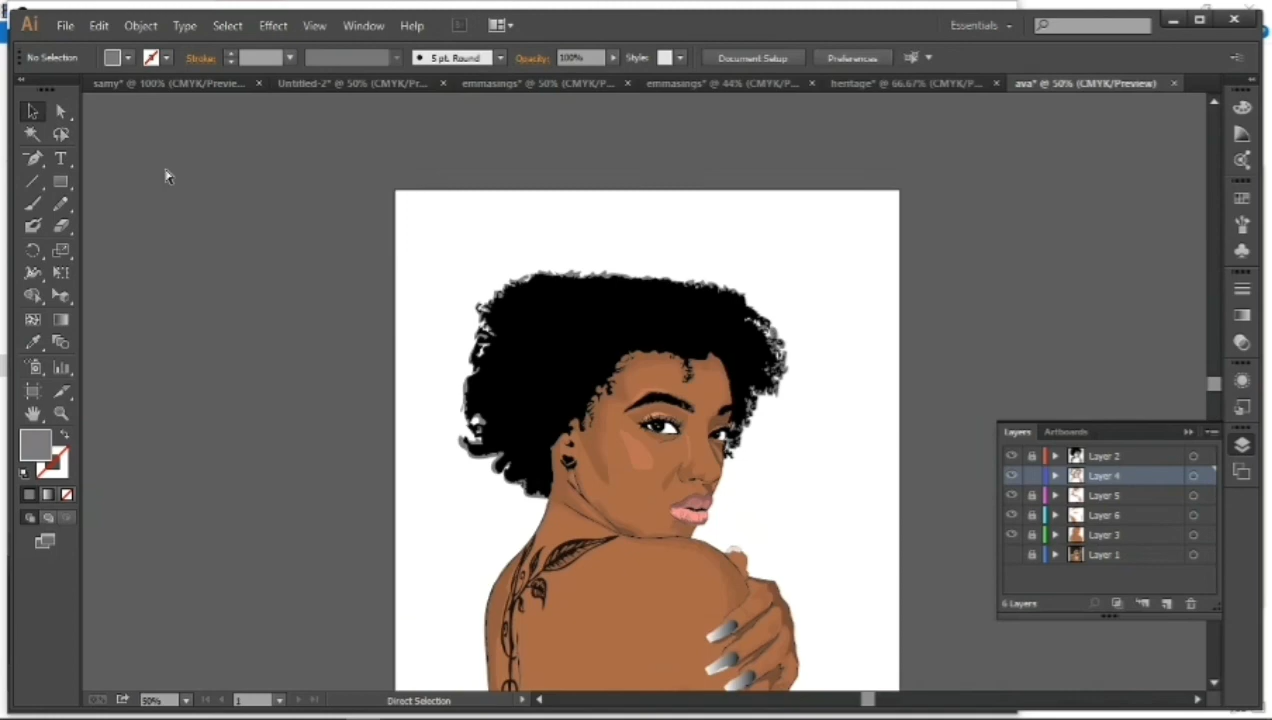 Ai File Edit Object Type Select Effect View Window Help Essentials
No Selection Stroke: 5 pt. Round Opacity: 100% Styles Document Setup Preferences
samy* @ 100% (CMYK/Previe... Untitled-2* @ 50% (CMYK/Pr... emmasings* @ 50% (CMYK/P... emmasings* @ 44% (CMYK/P... heritage* @ 66.67% (CMYK/P... ava* @ 50% (CMYK/Preview)
Layers Artboards
Layer 2
Layer 4
Layer 5
Layer 6
Layer 3
Layer 1
6 Layers
50% 1 Direct Selection